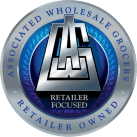 ASSOCIATED WHOLESALE GROCERS
AWG
RETAILER
FOCUSED
RETAILER OWNED